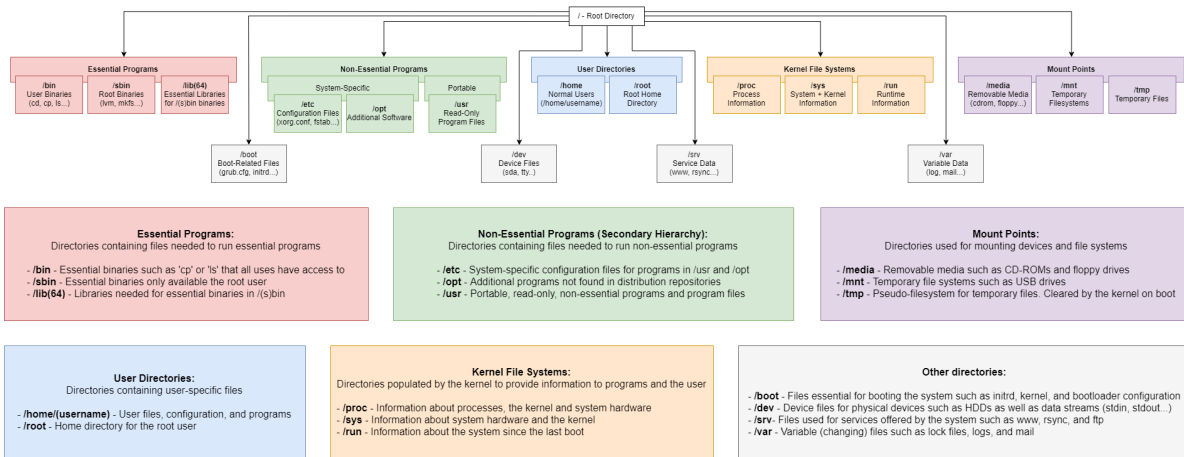 / - Root Directory
Essential Programs
/bin
User Binaries
(cd, cp, ls...)
/sbin
Root Binaries
(lvm, mkfs...)
/lib(64)
Essential Libraries
for /(s)bin binaries
Non-Essential Programs
System-Specific
/etc
Configuration Files
(xorg.conf, fstab...)
/opt
Additional Software
Portable
/usr
Read-Only
Program Files
User Directories
/home
Normal Users
(/home/username)
/root
Root Home
Directory
Kernel File Systems
/proc
Process
Information
/sys
System + Kernel
Information
/run
Runtime
Information
Mount Points
/media
Removable Media
(cdrom, floppy...)
/mnt
Temporary
Filesystems
/tmp
Temporary Files
/boot
Boot-Related Files
(grub.cfg, initrd...)
/dev
Device Files
(sda, tty..)
/srv
Service Data
(www, rsync...)
/var
Variable Data
(log, mail...)
Essential Programs:
Directories containing files needed to run essential programs
- /bin - Essential binaries such as 'cp' or 'ls' that all uses have access to
- /sbin - Essential binaries only available the root user
- /lib(64) - Libraries needed for essential binaries in /(s)bin
Non-Essential Programs (Secondary Hierarchy):
Directories containing files needed to run non-essential programs
- /etc - System-specific configuration files for programs in /usr and /opt
- /opt - Additional programs not found in distribution repositories
- /usr - Portable, read-only, non-essential programs and program files
Mount Points:
Directories used for mounting devices and file systems
- /media - Removable media such as CD-ROMs and floppy drives
- /mnt - Temporary file systems such as USB drives
- /tmp - Pseudo-filesystem for temporary files. Cleared by the kernel on boot
User Directories:
Directories containing user-specific files
- /home/(username) - User files, configuration, and programs
- /root - Home directory for the root user
Kernel File Systems:
Directories populated by the kernel to provide information to programs and the user
- /proc - Information about processes, the kernel and system hardware
- /sys - Information about system hardware and the kernel
- /run - Information about the system since the last boot
Other directories:
- /boot - Files essential for booting the system such as initrd, kernel, and bootloader configuration
- /dev - Device files for physical devices such as HDDs as well as data streams (stdin, stdout...)
- /srv- Files used for services offered by the system such as www, rsync, and ftp
- /var - Variable (changing) files such as lock files, logs, and mail